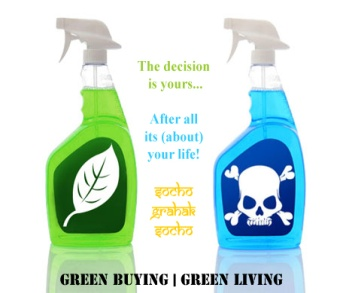 The decision
is yours...
After all
its (about)
your life!
socho
grahak
socho
GREEN BUYING | GREEN LIVING